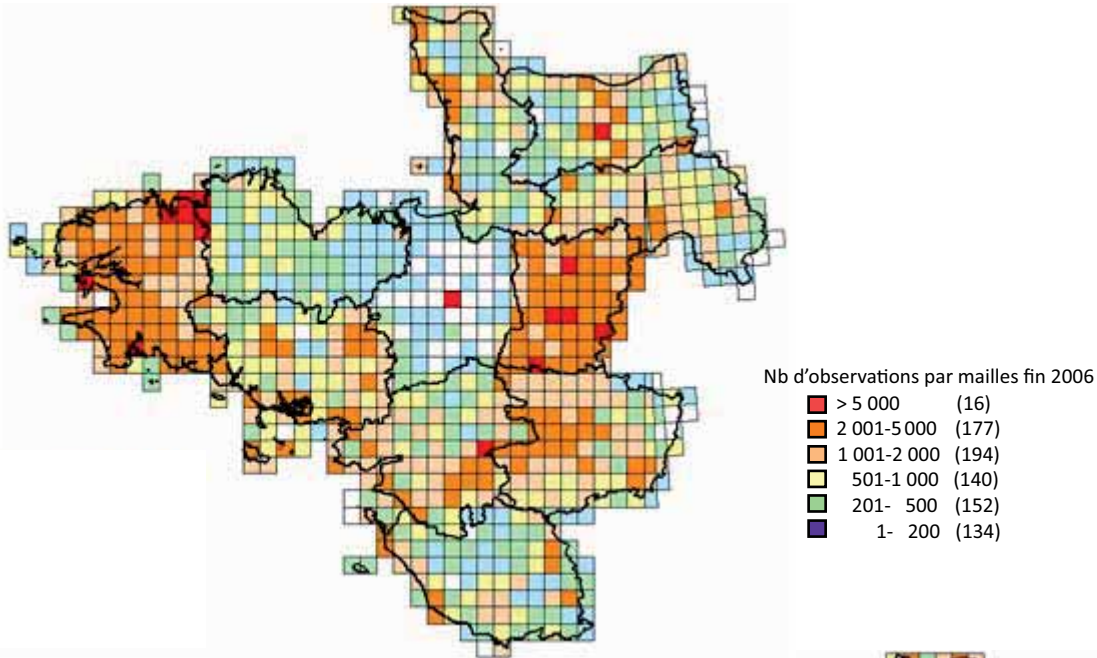 Nb d'observations par mailles fin 2006
> 5 000 (16)
2 001-5 000 (177)
1 001-2 000 (194)
501-1 000 (140)
201- 500 (152)
1- 200 (134)